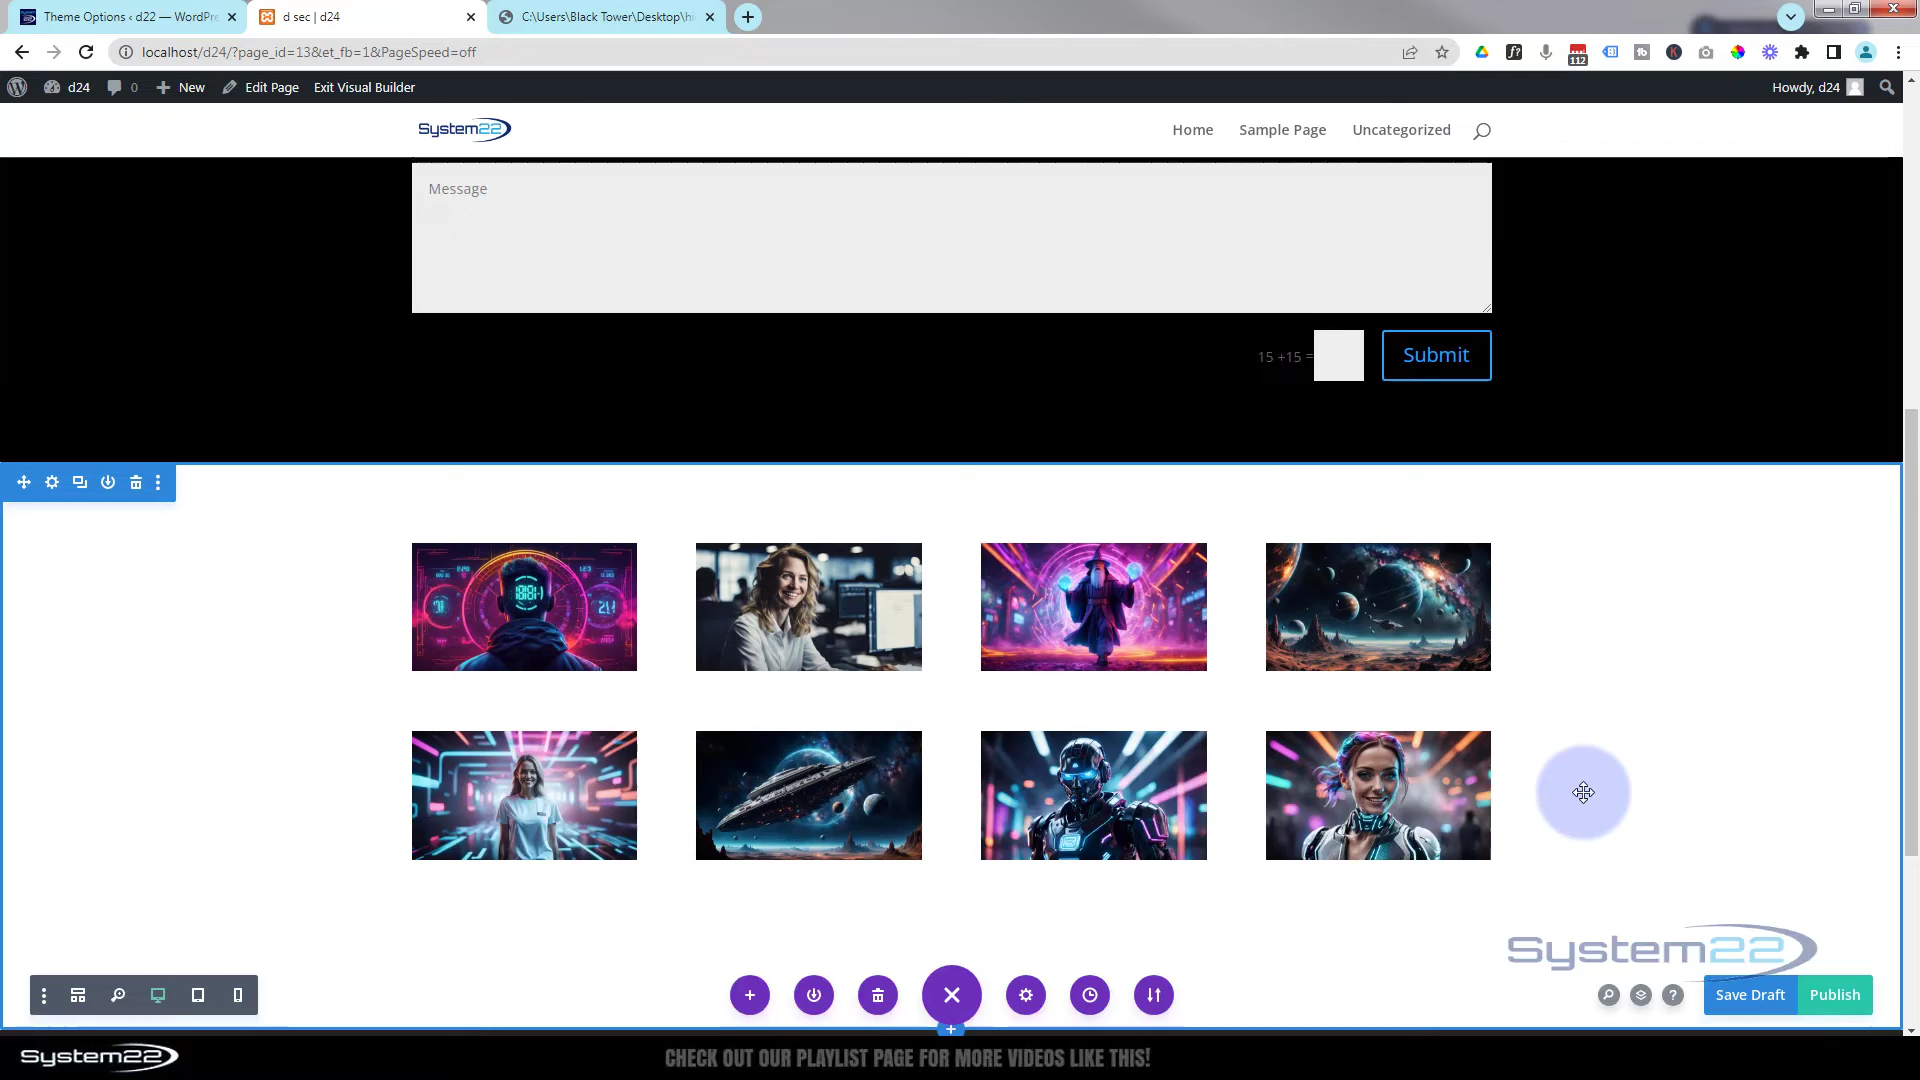 Theme Options ‹ d22 — WordPre
d sec | d24
C:\Users\Black Tower\Desktop\hi
localhost/d24/?page_id=13&et_fb=1&PageSpeed=off
112
d24
0
New
Edit Page
Exit Visual Builder
Howdy, d24
System22
Home
Sample Page
Uncategorized
Message
15 +15 =
Submit
System22
Save Draft
Publish
System22
CHECK OUT OUR PLAYLIST PAGE FOR MORE VIDEOS LIKE THIS!